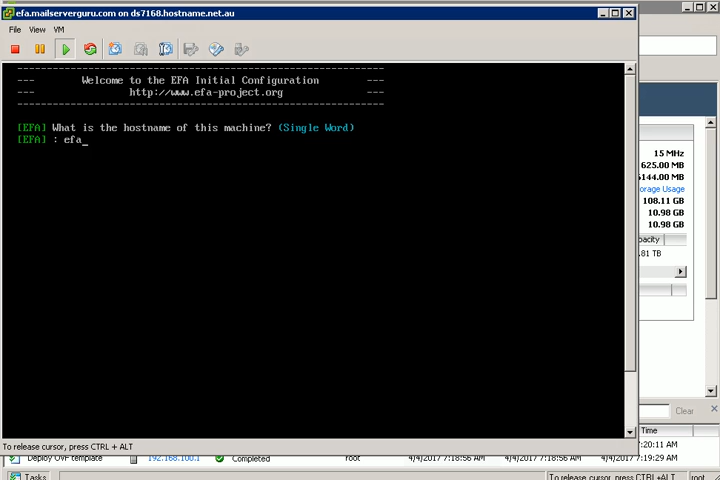 efa.mailserverguru.com on ds7168.hostname.net.au
File View VM
Welcome to the EFA Initial Configuration
http://www.efa-project.org
[EFA] What is the hostname of this machine? (Single Word)
[EFA] : efa_
15 MHz
625.00 MB
6144.00 MB
orage Usage
108.11 GB
10.98 GB
10.98 GB
pacity
.81 TB
Clear
To release cursor, press CTRL + ALT
Time
7:20:11 AM
Deploy OVF template 192.168.100.1 Completed root 4/4/2017 7:18:56 AM 4/4/2017 7:18:56 AM 4/4/2017 7:19:29 AM
Tasks To release cursor, press CTRL+ALT root